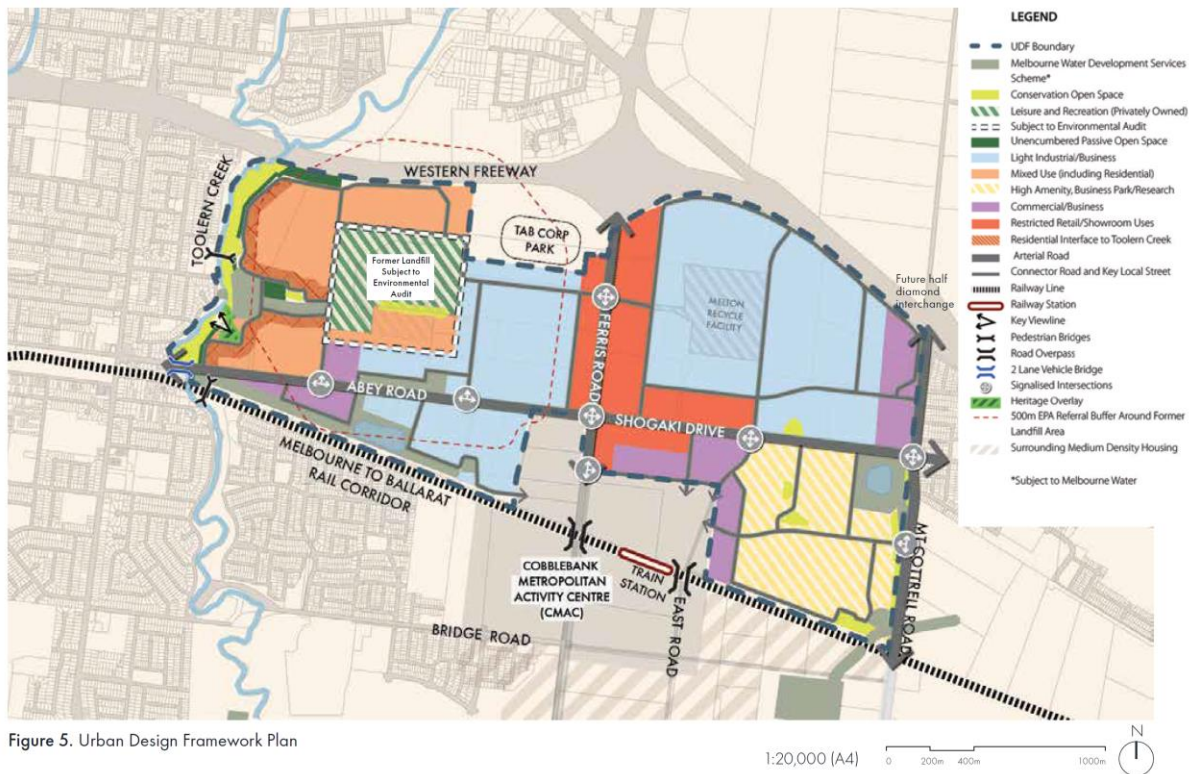 LEGEND
UDF Boundary
Melbourne Water Development Services
Scheme*
Conservation Open Space
Leisure and Recreation (Privately Owned)
Subject to Environmental Audit
Unencumbered Passive Open Space
Light Industrial/Business
Mixed Use (including Residential)
High Amenity, Business Park/Research
Commercial/Business
Restricted Retail/Showroom Uses
Residential Interface to Toolern Creek
Arterial Road
Connector Road and Key Local Street
Railway Line
Railway Station
Key Viewline
Pedestrian Bridges
Road Overpass
2 Lane Vehicle Bridge
Signalised Intersections
Heritage Overlay
500m EPA Referral Buffer Around Former
Landfill Area
Surrounding Medium Density Housing
*Subject to Melbourne Water
WESTERN FREEWAY
TOOLERN CREEK
TAB CORP
PARK
Former Landfill
Subject to
Environmental
Audit
Future half
diamond
interchange
MELTON
RECYCLE
FACILITY
FERRIS ROAD
ABEY ROAD
SHOGAKI DRIVE
MELBOURNE TO BALLARAT
RAIL CORRIDOR
MT COTTRELL ROAD
COBBLEBANK
METROPOLITAN
ACTIVITY CENTRE
(CMAC)
TRAIN
STATION
EAST ROAD
BRIDGE ROAD
Figure 5. Urban Design Framework Plan
1:20,000 (A4)
0 200m 400m 1000m
N